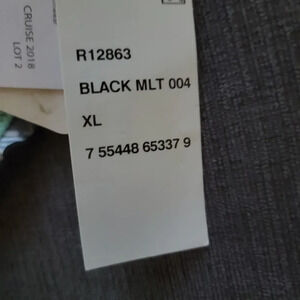 CRUISE 2018
LOT 2
R12863
BLACK MLT 004
XL
7 55448 65337 9